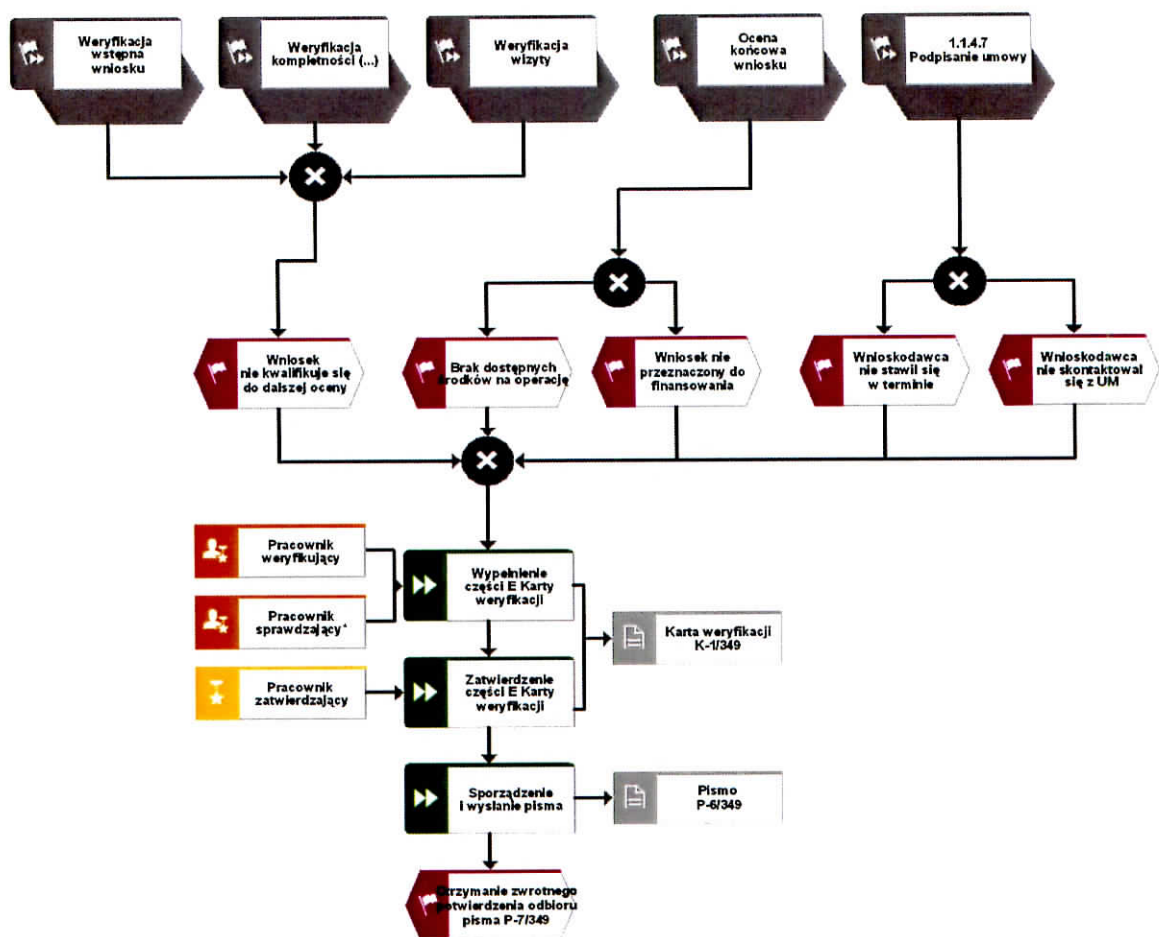 Weryfikacja
wstępna
wniosku
Weryfikacja
kompletności (...)
Weryfikacja
wizyty
Ocena
końcowa
wniosku
1.1.4.7
Podpisanie umowy
Wniosek
nie kwalifikuje się
do dalszej oceny
Brak dostępnych
środków na operację
Wniosek nie
przeznaczony do
finansowania
Wnioskodawca
nie stawił się
w terminie
Wnioskodawca
nie skontaktował
się z UM
Pracownik
weryfikujący
Pracownik
sprawdzający*
Pracownik
zatwierdzający
Wypełnienie
części E Karty
weryfikacji
Zatwierdzenie
części E Karty
weryfikacji
Karta weryfikacji
K-1/349
Sporządzenie
i wysłanie pisma
Pismo
P-6/349
Otrzymanie zwrotnego
potwierdzenia odbioru
pisma P-7/349